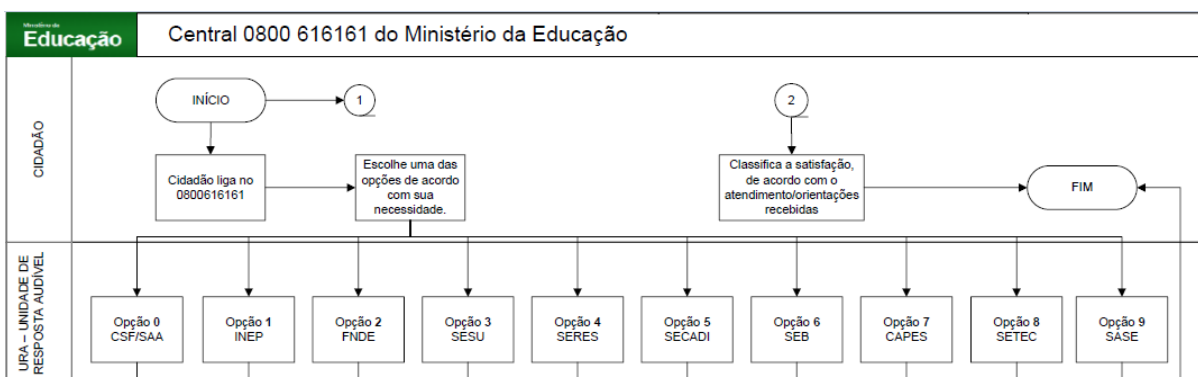 Ministério da
Educação
Central 0800 616161 do Ministério da Educação
CIDADÃO
INÍCIO
1
2
Cidadão liga no
0800616161
Escolhe uma das
opções de acordo
com sua
necessidade.
Classifica a satisfação,
de acordo com o
atendimento/orientações
recebidas
FIM
URA – UNIDADE DE
RESPOSTA AUDÍVEL
Opção 0
CSF/SAA
Opção 1
INEP
Opção 2
FNDE
Opção 3
SESU
Opção 4
SERES
Opção 5
SECADI
Opção 6
SEB
Opção 7
CAPES
Opção 8
SETEC
Opção 9
SASE